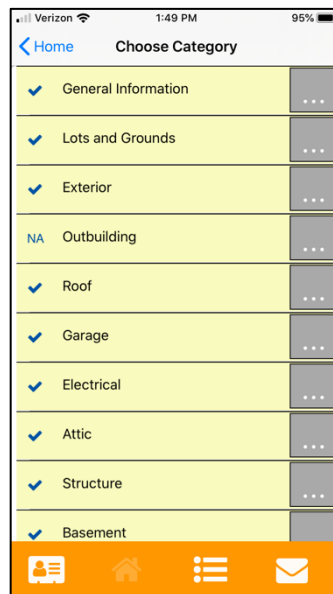 Verizon 1:49 PM 95%
Home Choose Category
General Information ...
Lots and Grounds ...
Exterior ...
NA Outbuilding ...
Roof ...
Garage ...
Electrical ...
Attic ...
Structure ...
Basement